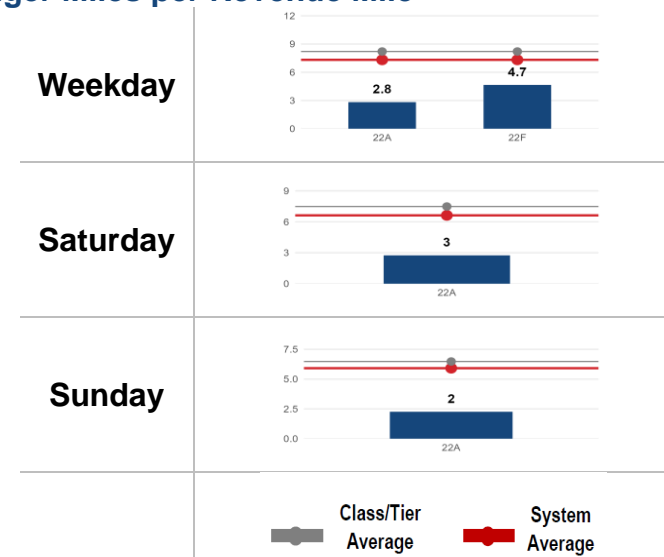 per
Weekday
12
9
6
3
0
2.8
4.7
22A
22F
Saturday
9
6
3
0
3
22A
Sunday
7.5
5.0
2.5
0.0
2
22A
Class/Tier
Average
System
Average